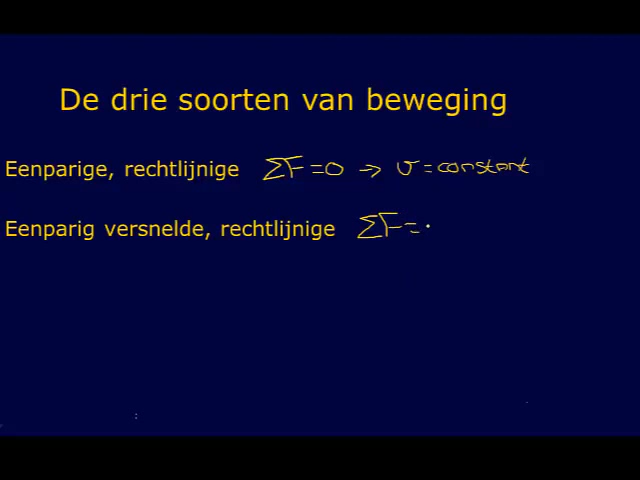 De drie soorten van beweging
Eenparige, rechtlijnige ΣF=0 → v=constant
Eenparig versnelde, rechtlijnige ΣF=